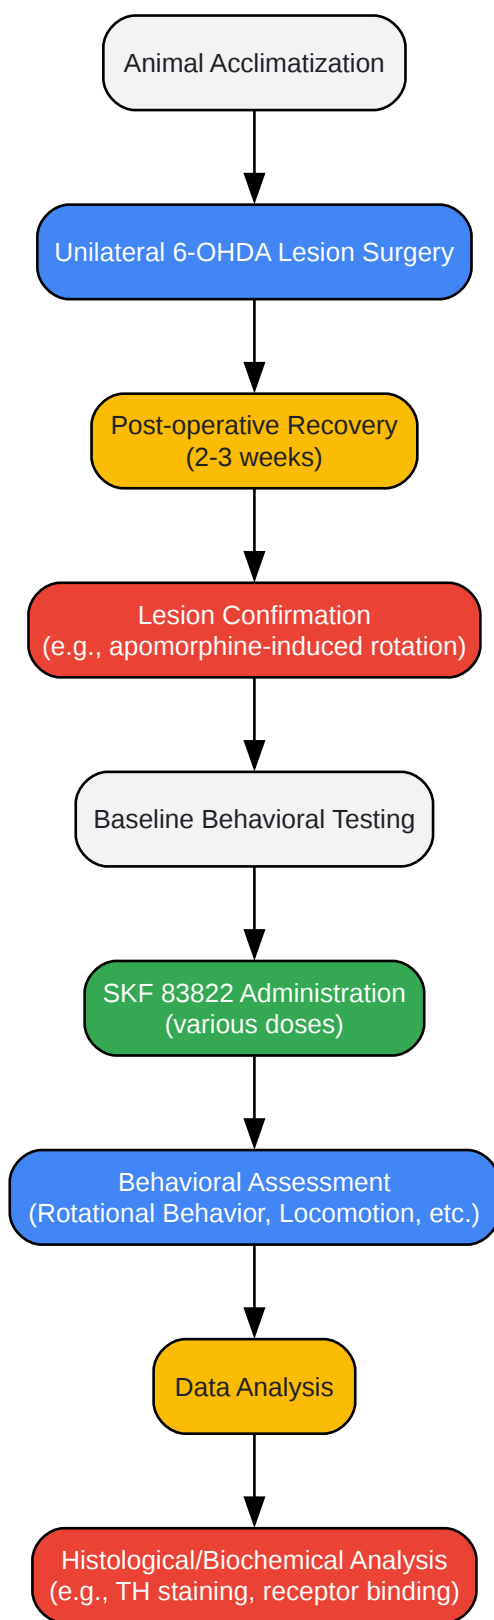 Animal Acclimatization
Unilateral 6-OHDA Lesion Surgery
Post-operative Recovery
(2-3 weeks)
Lesion Confirmation
(e.g., apomorphine-induced rotation)
Baseline Behavioral Testing
SKF 83822 Administration
(various doses)
Behavioral Assessment
(Rotational Behavior, Locomotion, etc.)
Data Analysis
Histological/Biochemical Analysis
(e.g., TH staining, receptor binding)